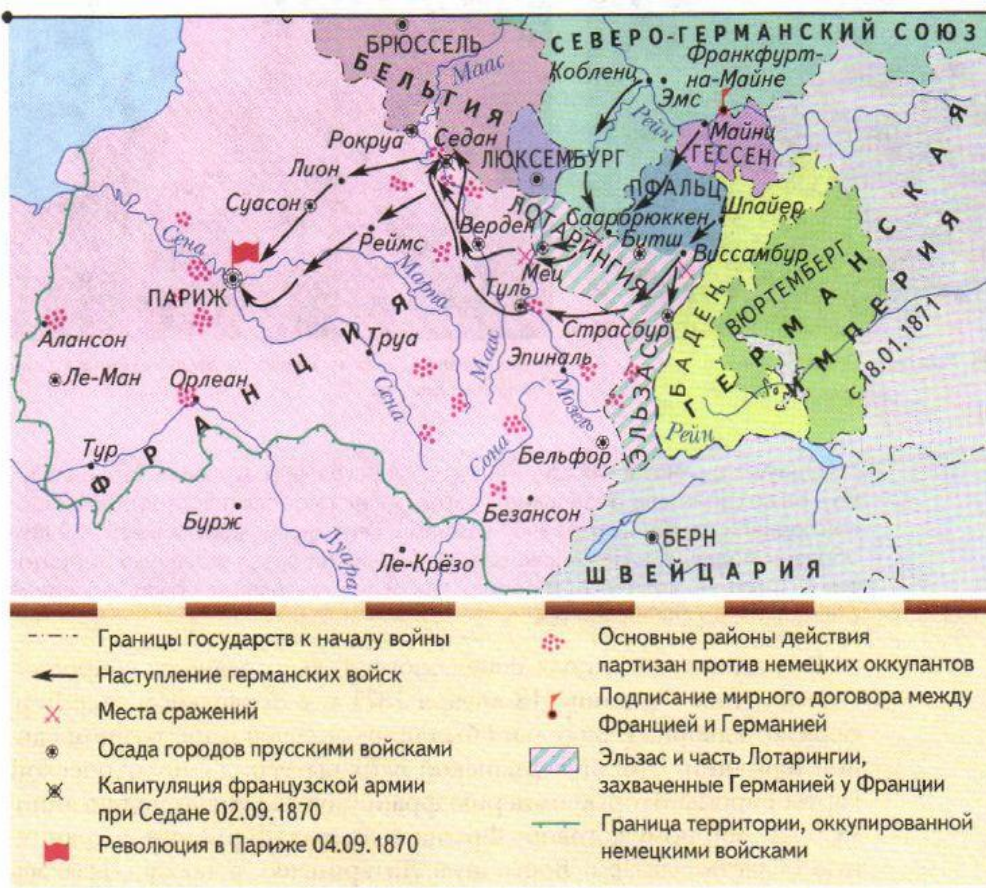 БРЮССЕЛЬ
БЕЛЬГИЯ
Маас
СЕВЕРО-ГЕРМАНСКИЙ СОЮЗ
Кобленц
Эмс
Франкфурт-
на-Майне
Рейн
Майнц
ГЕССЕН
Рокруа
Седан
ЛЮКСЕМБУРГ
ПФАЛЬЦ
Лион
Суасон
ЛОТАРИНГИЯ
Саарбрюккен
Шпайер
Верден
Битш
Виссамбур
Сена
Реймс
Мец
ПАРИЖ
Марта
Туль
Страсбур
БАДЕН
ВЮРТЕМБЕРГ
ГЕРМАНСКАЯ
ИМПЕРИЯ
с 18.01.1871
Алансон
Труа
Маас
Эпиналь
ЭЛЬЗАС
Ле-Ман
Орлеан
ФРАНЦИЯ
Сена
Мозель
Рейн
Тур
Сона
Бельфор
Бурж
Безансон
Луара
Ле-Крёзо
БЕРН
ШВЕЙЦАРИЯ
Границы государств к началу войны
Наступление германских войск
Места сражений
Осада городов прусскими войсками
Капитуляция французской армии
при Седане 02.09.1870
Революция в Париже 04.09.1870
Основные районы действия
партизан против немецких оккупантов
Подписание мирного договора между
Францией и Германией
Эльзас и часть Лотарингии,
захваченные Германией у Франции
Граница территории, оккупированной
немецкими войсками